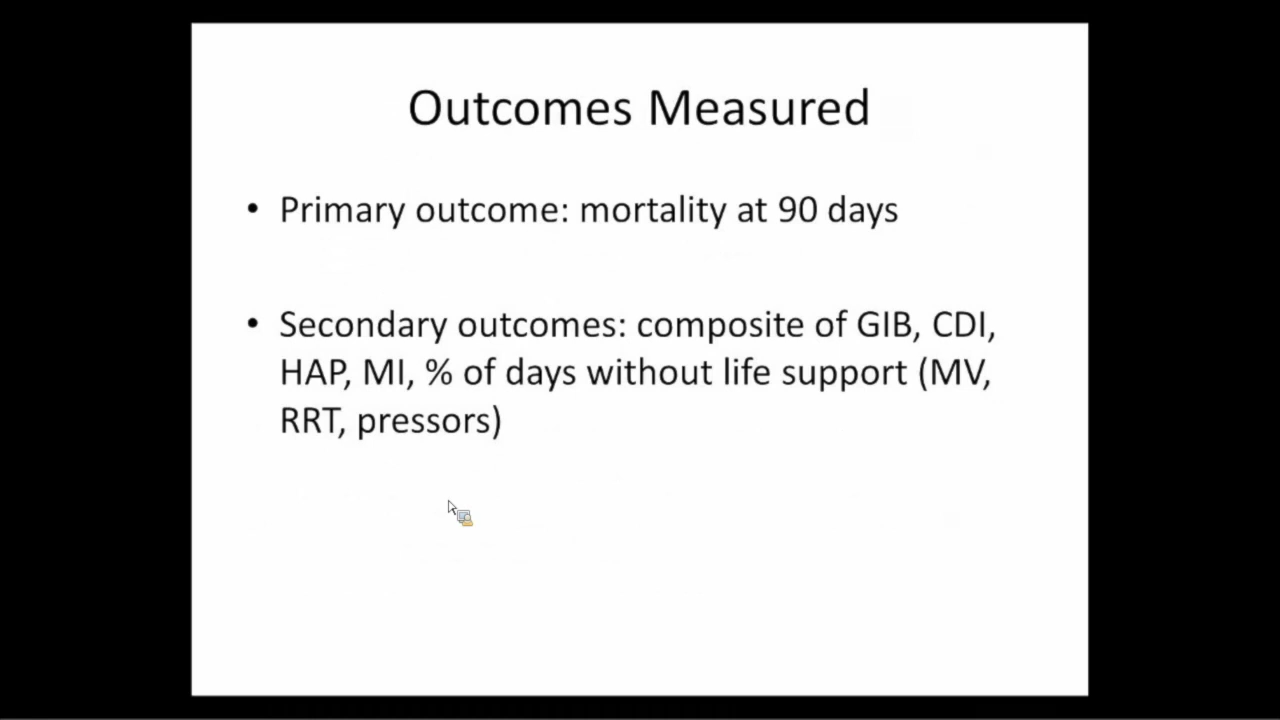 Outcomes Measured
• Primary outcome: mortality at 90 days
• Secondary outcomes: composite of GIB, CDI,
HAP, MI, % of days without life support (MV,
RRT, pressors)